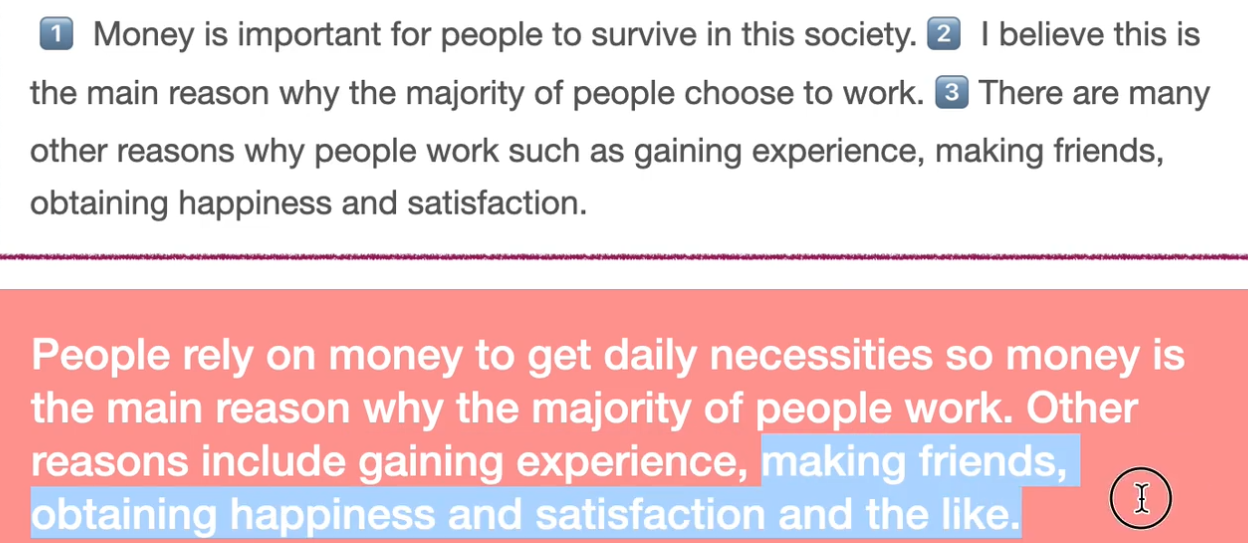 1 Money is important for people to survive in this society. 2 I believe this is
the main reason why the majority of people choose to work. 3 There are many
other reasons why people work such as gaining experience, making friends,
obtaining happiness and satisfaction.
People rely on money to get daily necessities so money is
the main reason why the majority of people work. Other
reasons include gaining experience, making friends,
obtaining happiness and satisfaction and the like.